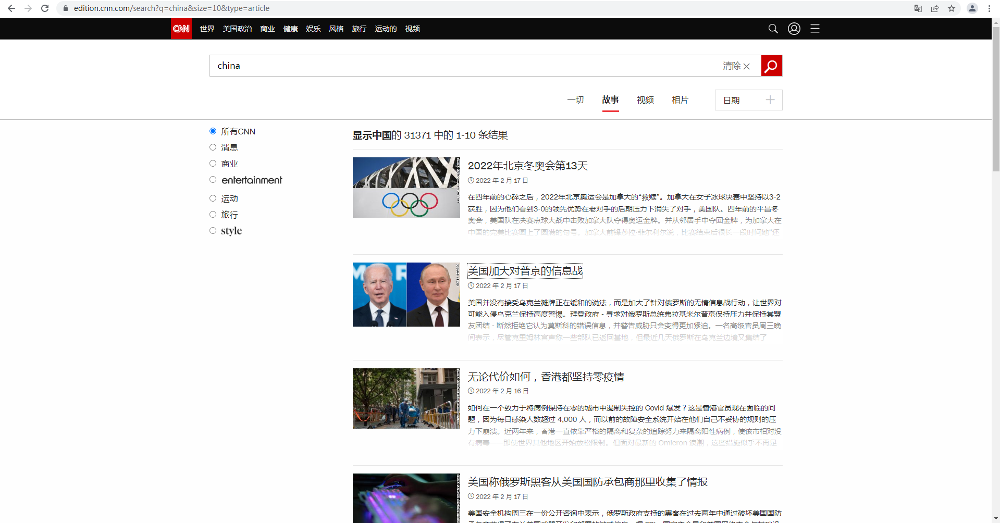 edition.cnn.com/search?q=china&size=10&type=article
CNN 世界 美国政治 商业 健康 娱乐 风格 旅行 运动的 视频
china 清除
一切 故事 视频 相片 日期
所有CNN
消息
商业
entertainment
运动
旅行
style
显示中国的 31371 中的 1-10 条结果
2022年北京冬奥会第13天
2022 年 2 月 17 日
在四年前的心碎之后，2022年北京奥运会是加拿大的“救赎”。加拿大在女子冰球决赛中坚持以3-2
获胜，因为他们看到3-0的领先优势在老对手的后期压力下消失了对手，美国队。四年前的平昌冬
奥会，美国队在决赛点球大战中击败加拿大队夺得奥运金牌。并从邻居手中夺回金牌，为加拿大在
中国的完美比赛画上了圆满的句号。加拿大前锋莎拉·菲尔利尔说，比赛结束后很长一段时间她“还
美国加大对普京的信息战
2022 年 2 月 17 日
GETTY IMAGES
美国并没有接受乌克兰摊牌正在缓和的说法，而是加大了针对俄罗斯的无情信息战行动，让世界对
可能入侵乌克兰保持高度警惕。拜登政府 - 寻求对俄罗斯总统弗拉基米尔普京保持压力并保持其盟
友团结 - 断然拒绝它认为莫斯科的错误信息，并警告威胁只会变得更加紧迫。一名高级官员周三晚
间表示，尽管克里姆林宫声称一些部队已返回基地，但最近几天俄罗斯在乌克兰边境又集结了
无论代价如何，香港都坚持零疫情
2022 年 2 月 16 日
如何在一个致力于将病例保持在零的城市中遏制失控的 Covid 爆发？这是香港官员现在面临的问
题，因为每日感染人数超过 4,000 人，而以前的故障安全系统开始在他们自己不妥协的规则的压
力下崩溃。近两年来，香港一直依靠严格的隔离和复杂的追踪努力来隔离阳性病例，使该市相对没
有病毒——即使世界其他地区开始放松限制。但面对最新的 Omicron 浪潮，这些措施似乎不再足
美国称俄罗斯黑客从美国国防承包商那里收集了情报
2022 年 2 月 17 日
美国安全机构周三在一份公开咨询中表示，俄罗斯政府支持的黑客在过去两年中通过破坏美国国防